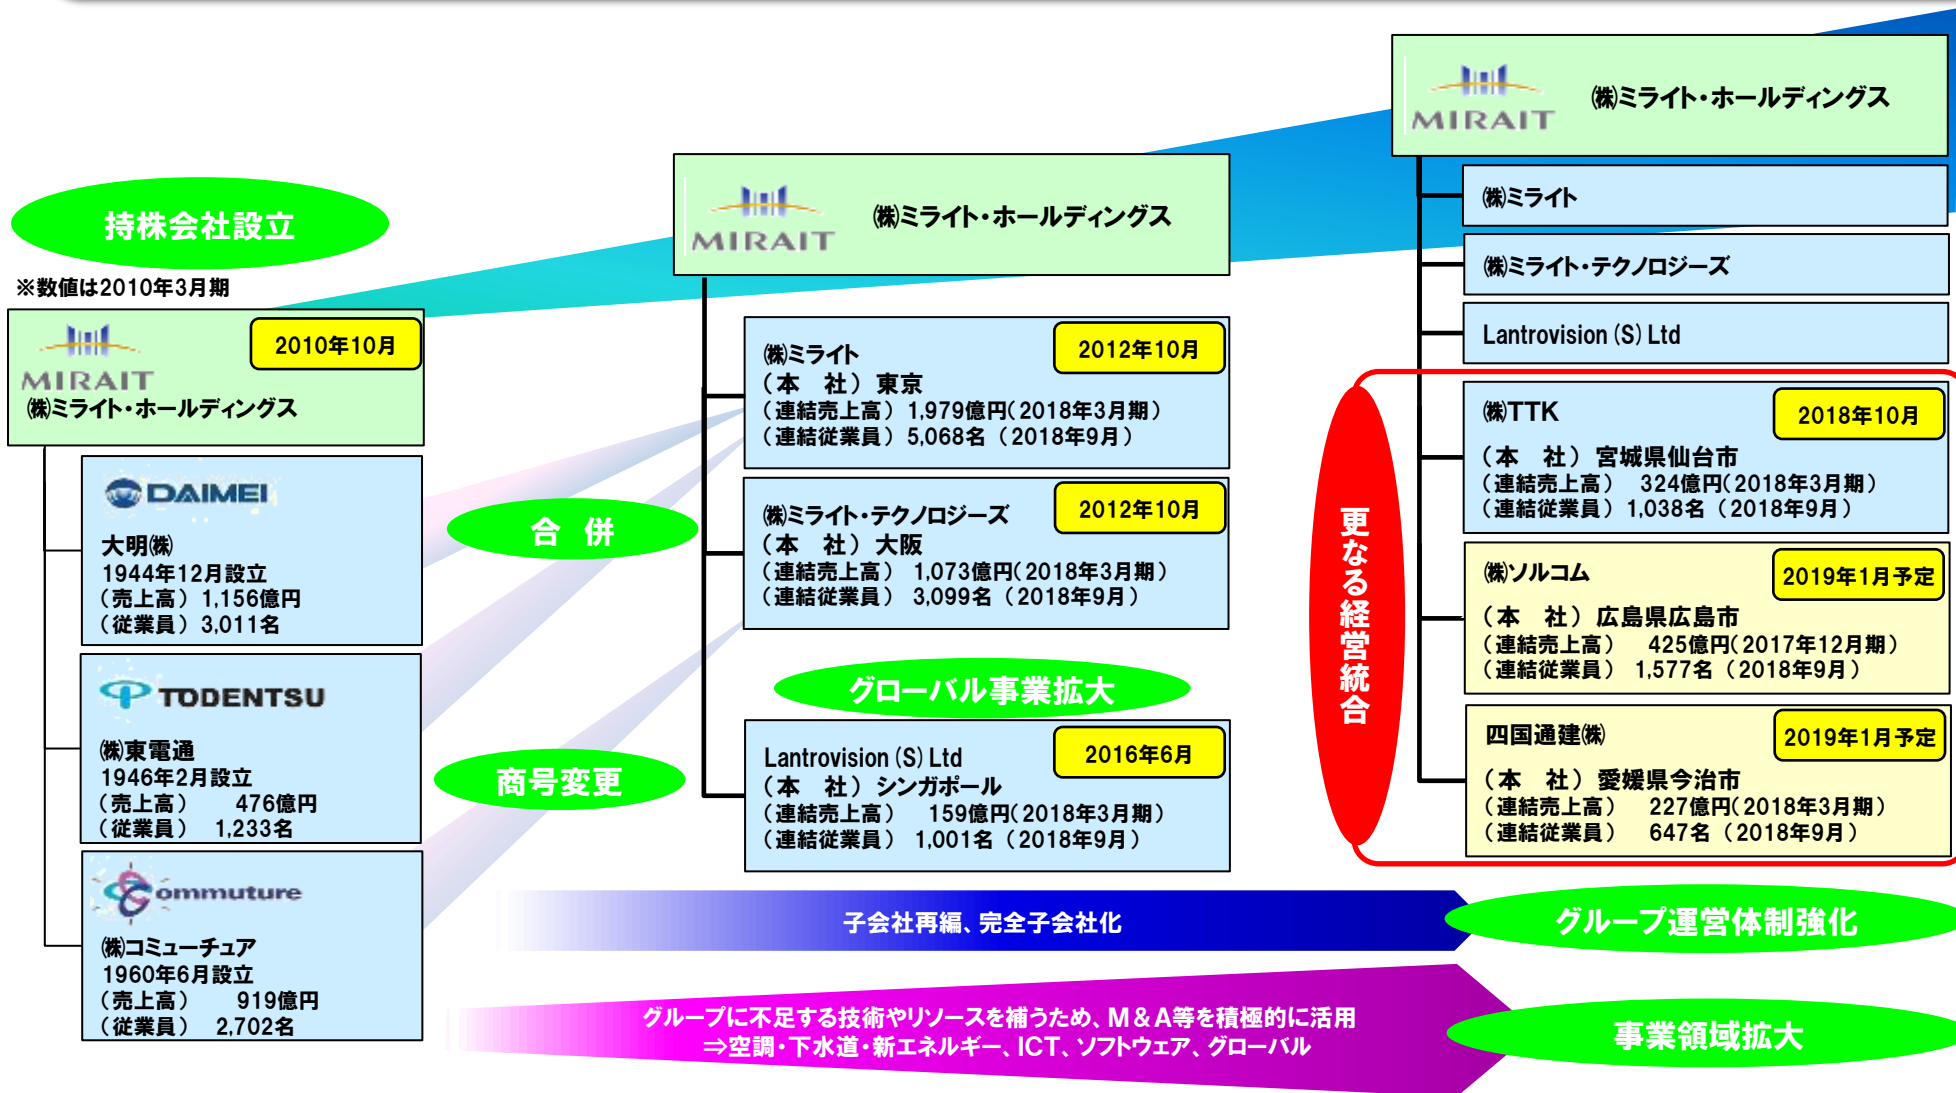 持株会社設立
※数値は2010年3月期
MIRAIT
2010年10月
㈱ミライト・ホールディングス
DAIMEI
大明㈱
1944年12月設立
（売上高）1,156億円
（従業員）3,011名
TODENTSU
㈱東電通
1946年2月設立
（売上高） 476億円
（従業員） 1,233名
Commuture
㈱コミューチュア
1960年6月設立
（売上高） 919億円
（従業員） 2,702名
合 併
商号変更
MIRAIT
㈱ミライト・ホールディングス
㈱ミライト
2012年10月
（本 社）東京
（連結売上高）1,979億円（2018年3月期）
（連結従業員）5,068名（2018年9月）
㈱ミライト・テクノロジーズ
2012年10月
（本 社）大阪
（連結売上高） 1,073億円（2018年3月期）
（連結従業員） 3,099名（2018年9月）
グローバル事業拡大
Lantrovision (S) Ltd
2016年6月
（本 社）シンガポール
（連結売上高） 159億円（2018年3月期）
（連結従業員） 1,001名（2018年9月）
MIRAIT
㈱ミライト・ホールディングス
㈱ミライト
㈱ミライト・テクノロジーズ
Lantrovision (S) Ltd
更なる経営統合
㈱TTK
2018年10月
（本 社）宮城県仙台市
（連結売上高） 324億円（2018年3月期）
（連結従業員）1,038名（2018年9月）
㈱ソルコム
2019年1月予定
（本 社）広島県広島市
（連結売上高） 425億円（2017年12月期）
（連結従業員） 1,577名（2018年9月）
四国通建㈱
2019年1月予定
（本 社）愛媛県今治市
（連結売上高） 227億円（2018年3月期）
（連結従業員） 647名（2018年9月）
子会社再編、完全子会社化
グループ運営体制強化
グループに不足する技術やリソースを補うため、M＆A等を積極的に活用
⇒空調・下水道・新エネルギー、ICT、ソフトウェア、グローバル
事業領域拡大